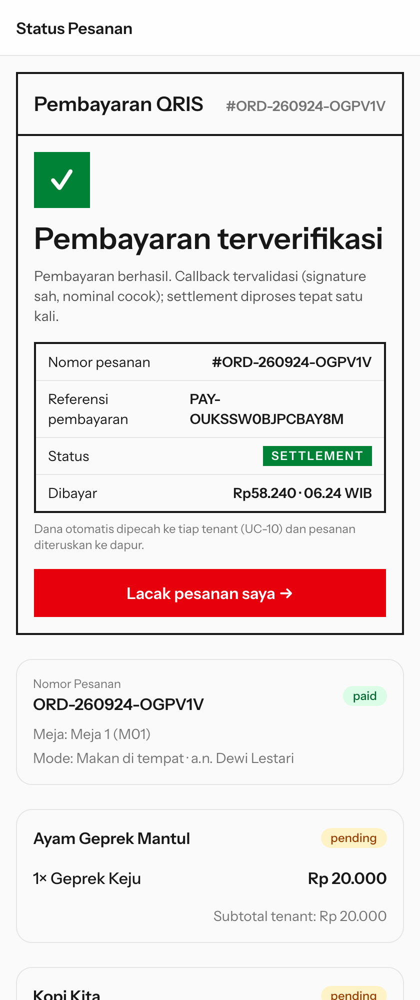 Status Pesanan
Pembayaran QRIS #ORD-260924-OGPV1V
Pembayaran terverifikasi
Pembayaran berhasil. Callback tervalidasi (signature
sah, nominal cocok); settlement diproses tepat satu
kali.
Nomor pesanan #ORD-260924-OGPV1V
Referensi pembayaran PAY-OUKSSW0BJPCBAY8M
Status SETTLEMENT
Dibayar Rp58.240 · 06.24 WIB
Dana otomatis dipecah ke tiap tenant (UC-10) dan pesanan
diteruskan ke dapur.
Lacak pesanan saya →
Nomor Pesanan
ORD-260924-OGPV1V
paid
Meja: Meja 1 (M01)
Mode: Makan di tempat · a.n. Dewi Lestari
Ayam Geprek Mantul pending
1× Geprek Keju Rp 20.000
Subtotal tenant: Rp 20.000
Kopi Kita pending